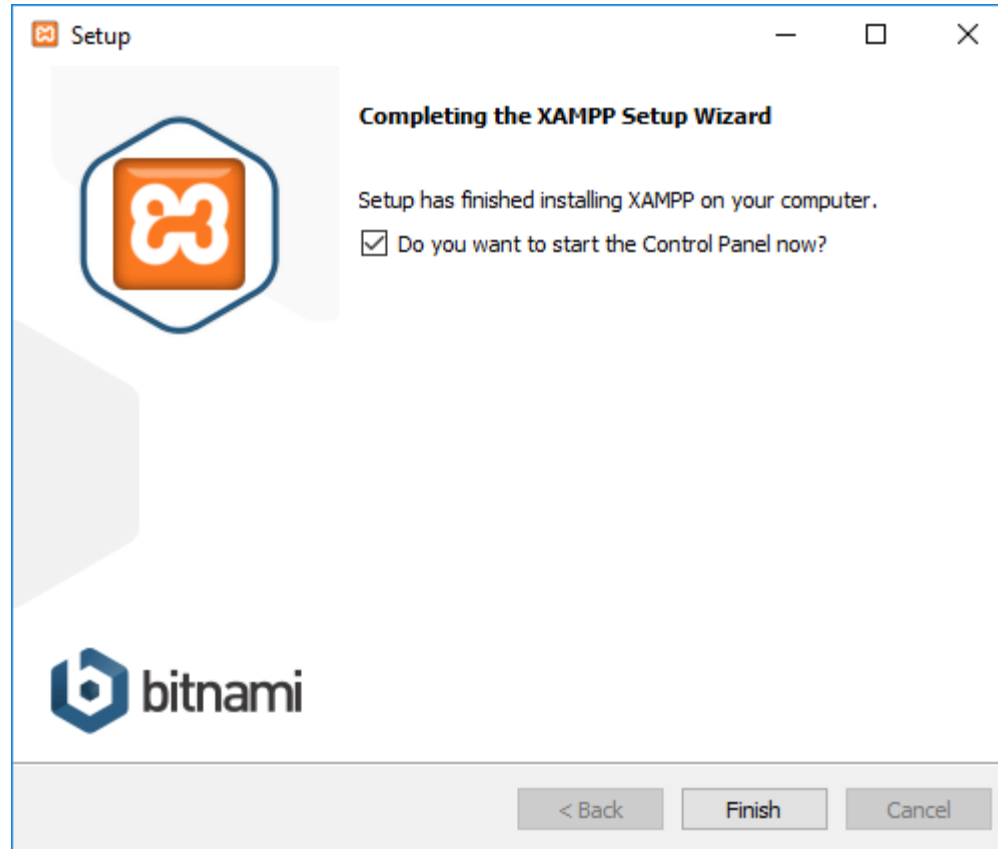 Setup
Completing the XAMPP Setup Wizard
Setup has finished installing XAMPP on your computer.
Do you want to start the Control Panel now?
bitnami
< Back
Finish
Cancel